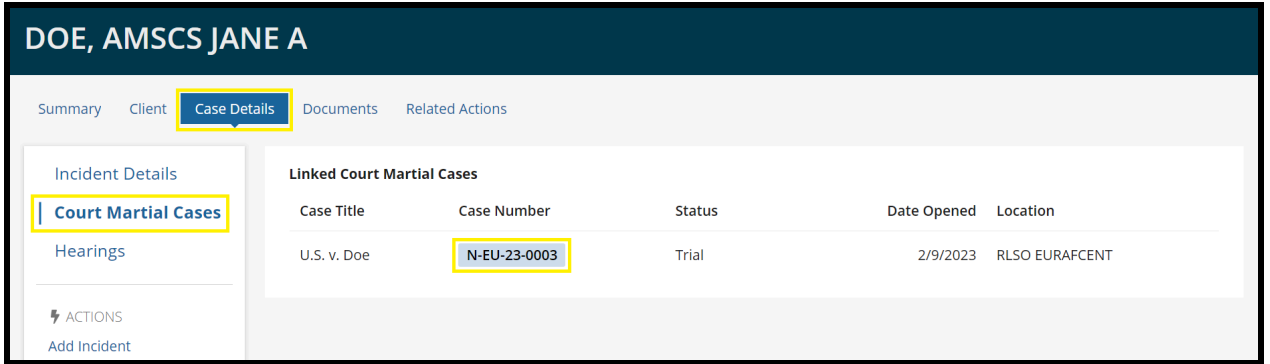 DOE, AMSCS JANE A
Summary Client Case Details Documents Related Actions
Incident Details
Court Martial Cases
Hearings
ACTIONS
Add Incident
Linked Court Martial Cases
Case Title Case Number Status Date Opened Location
U.S. v. Doe N-EU-23-0003 Trial 2/9/2023 RLSO EURAFCENT